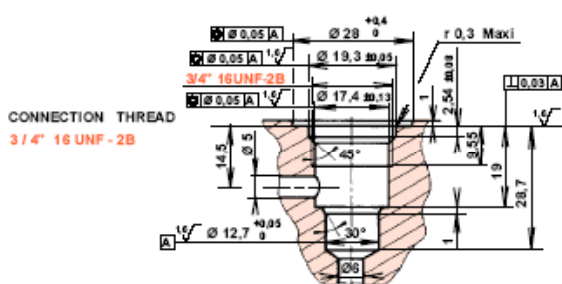 +0,4
Ø 28 0
Ø 0,05 A
r 0,3 Maxi
Ø 0,05 A
1,6
Ø 19,3 ±0,05
3/4" 16UNF-2B
Ø 0,05 A
1,6
Ø 17,4 ±0,13
1
2,54 ±0,08
⊥ 0,03 A
1,6
CONNECTION THREAD
3 / 4" 16 UNF - 2B
14,5
Ø 5
45°
9,55
19
28,7
1,6
A
Ø 12,7 +0,05 0
30°
1
Ø6